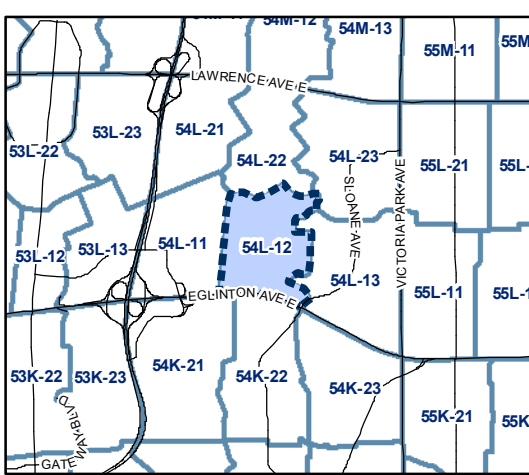 54M-12
54M-13
55M-11
55M
LAWRENCE AVE E
53L-22
53L-23
54L-21
54L-22
54L-23
55L-21
55L-
SLOANE AVE
VICTORIA PARK AVE
53L-12
53L-13
54L-11
54L-12
54L-13
55L-11
55L-1
EGLINTON AVE E
53K-22
53K-23
54K-21
54K-22
54K-23
55K-21
55K
GATEWAY BLVD